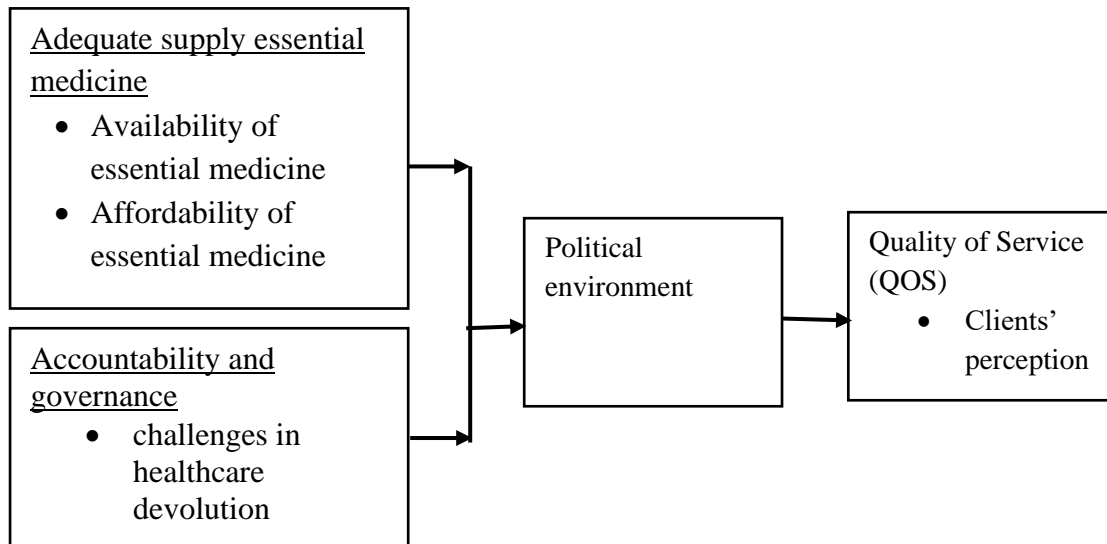 Adequate supply essential
medicine
• Availability of
essential medicine
• Affordability of
essential medicine
Accountability and
governance
• challenges in
healthcare
devolution
Political
environment
Quality of Service
(QOS)
• Clients’
perception